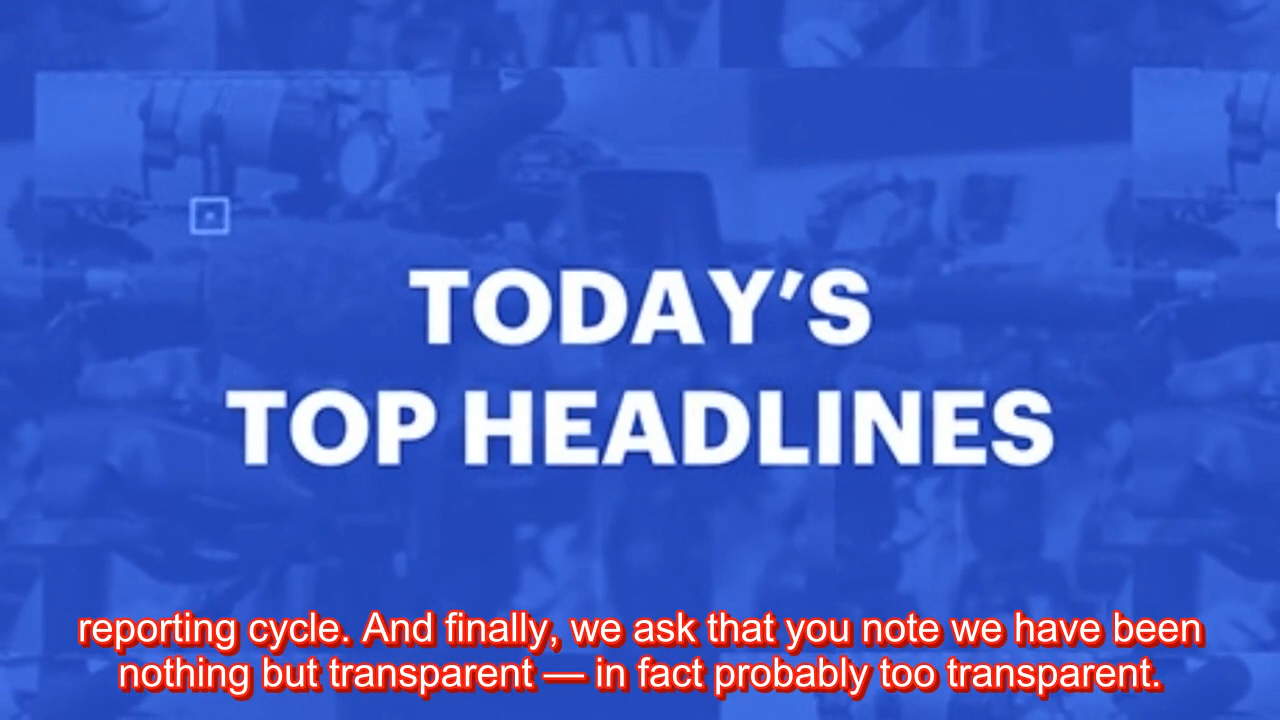 TODAY’S
TOP HEADLINES
reporting cycle. And finally, we ask that you note we have been
nothing but transparent — in fact probably too transparent.